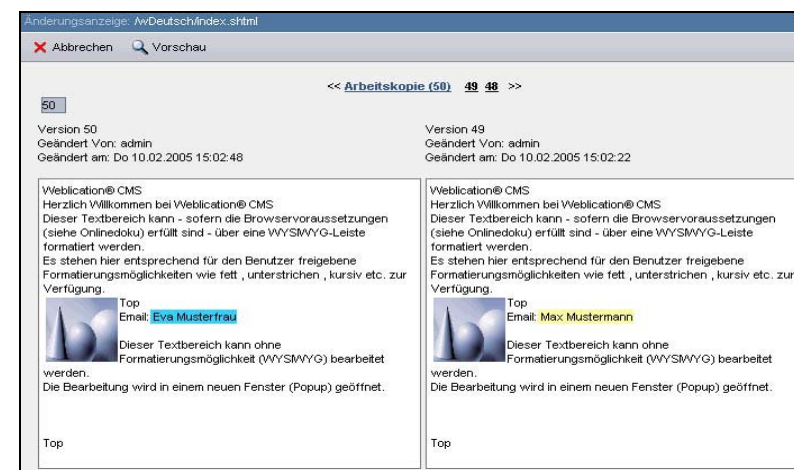 Änderungsanzeige: /wDeutsch/index.shtml
Abbrechen Vorschau
<< Arbeitskopie (50) 49 48 >>
50
Version 50
Geändert Von: admin
Geändert am: Do 10.02.2005 15:02:48
Weblication® CMS
Herzlich Willkommen bei Weblication® CMS
Dieser Textbereich kann - sofern die Browservoraussetzungen
(siehe Onlinedoku) erfüllt sind - über eine WYSIWYG-Leiste
formatiert werden.
Es stehen hier entsprechend für den Benutzer freigebene
Formatierungsmöglichkeiten wie fett , unterstrichen , kursiv etc. zur
Verfügung.
Top
Email: Eva Musterfrau
Dieser Textbereich kann ohne
Formatierungsmöglichkeit (WYSIWYG) bearbeitet
werden.
Die Bearbeitung wird in einem neuen Fenster (Popup) geöffnet.
Top
Version 49
Geändert Von: admin
Geändert am: Do 10.02.2005 15:02:22
Weblication® CMS
Herzlich Willkommen bei Weblication® CMS
Dieser Textbereich kann - sofern die Browservoraussetzungen
(siehe Onlinedoku) erfüllt sind - über eine WYSIWYG-Leiste
formatiert werden.
Es stehen hier entsprechend für den Benutzer freigebene
Formatierungsmöglichkeiten wie fett , unterstrichen , kursiv etc. zur
Verfügung.
Top
Email: Max Mustermann
Dieser Textbereich kann ohne
Formatierungsmöglichkeit (WYSIWYG) bearbeitet
werden.
Die Bearbeitung wird in einem neuen Fenster (Popup) geöffnet.
Top